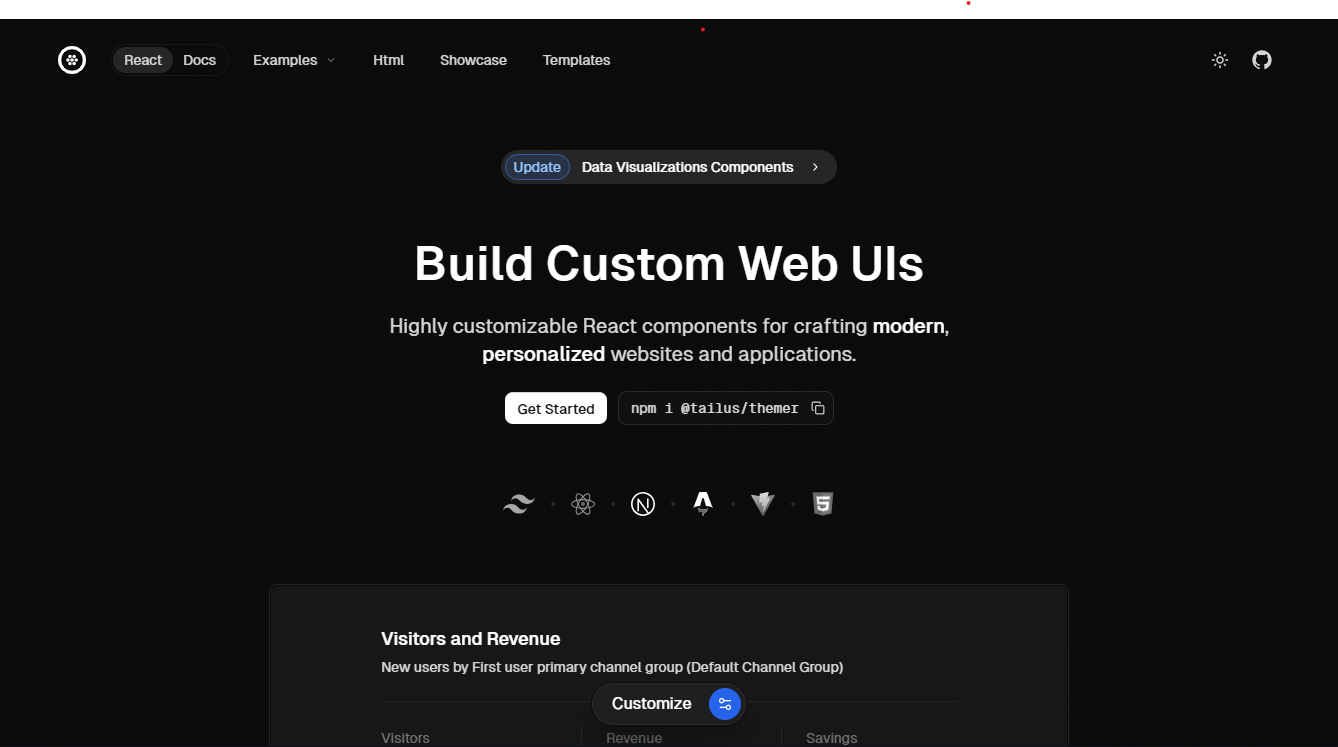 React Docs Examples Html Showcase Templates
Update Data Visualizations Components
Build Custom Web UIs
Highly customizable React components for crafting modern,
personalized websites and applications.
Get Started npm i @tailus/themer
Visitors and Revenue
New users by First user primary channel group (Default Channel Group)
Customize
Visitors Revenue Savings